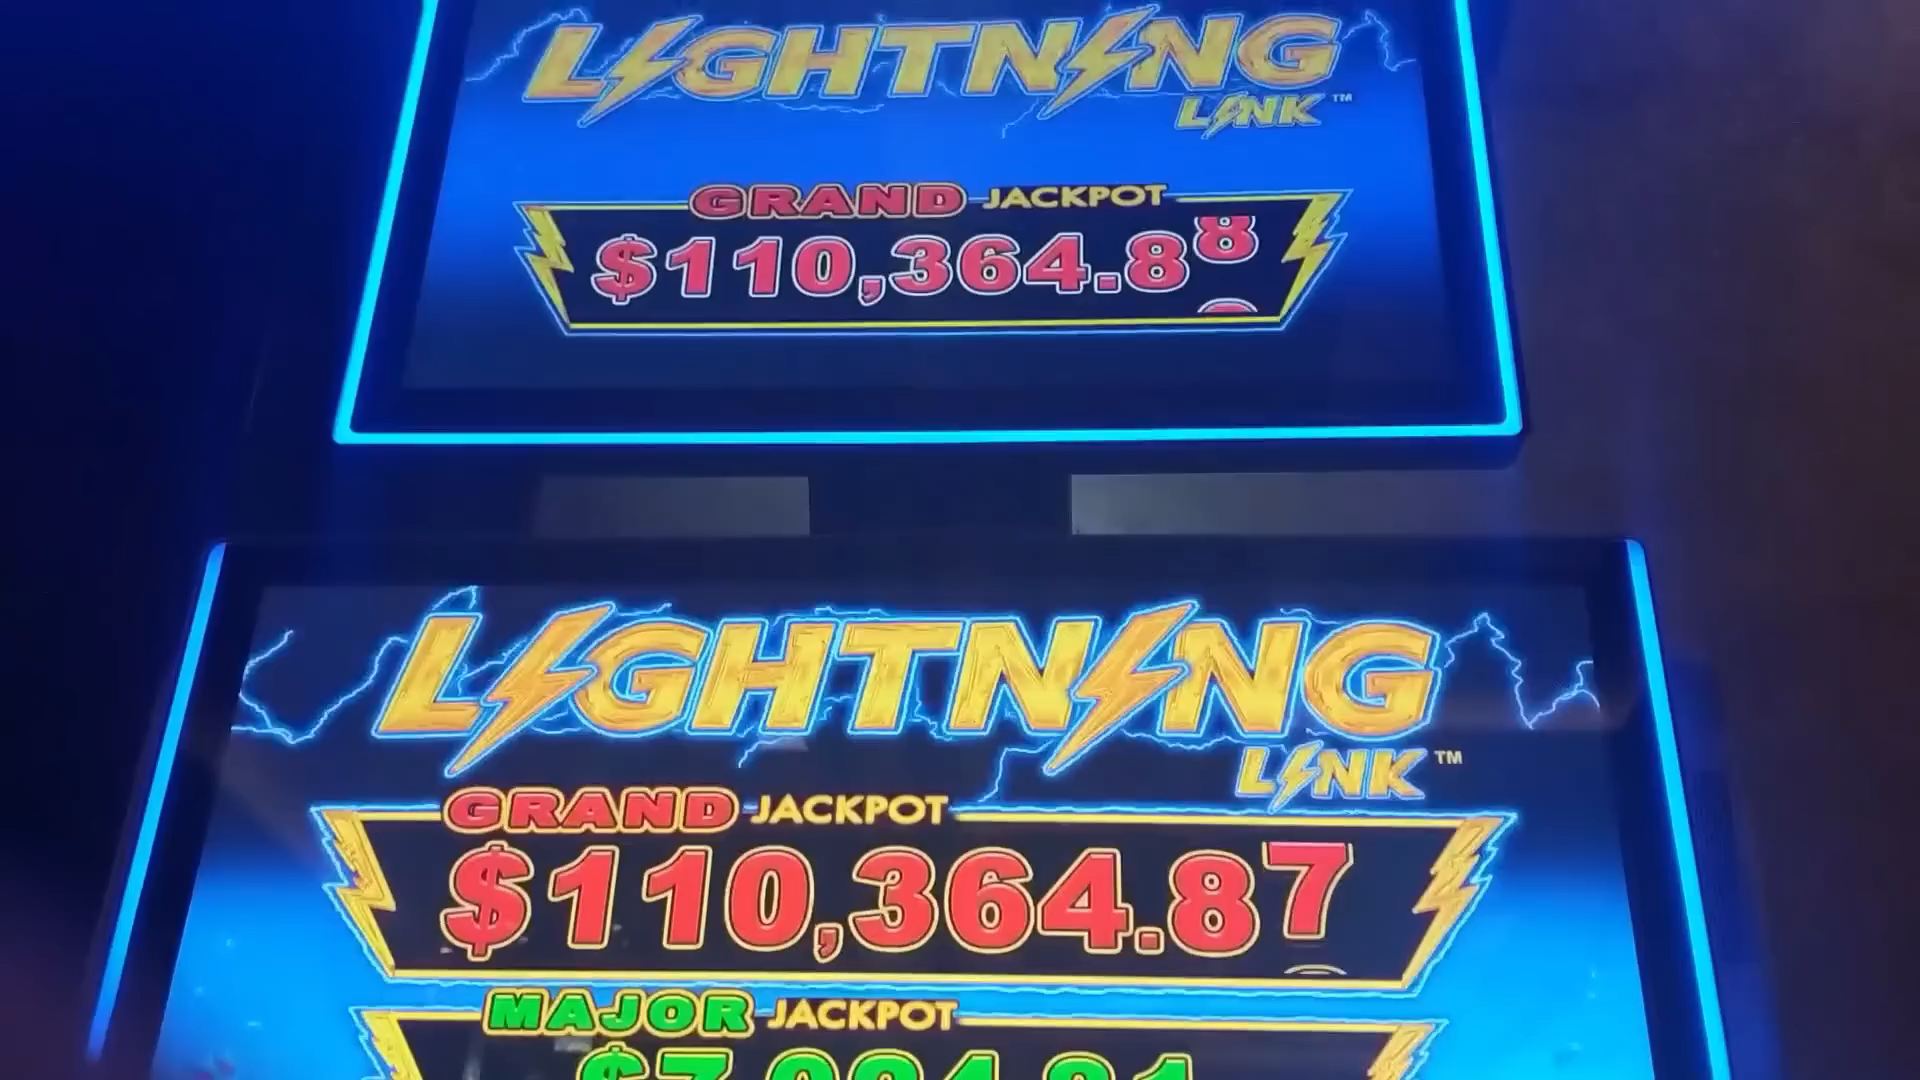 LIGHTNING
LINK™
GRAND JACKPOT
$110,364.88
LIGHTNING
LINK™
GRAND JACKPOT
$110,364.87
MAJOR JACKPOT